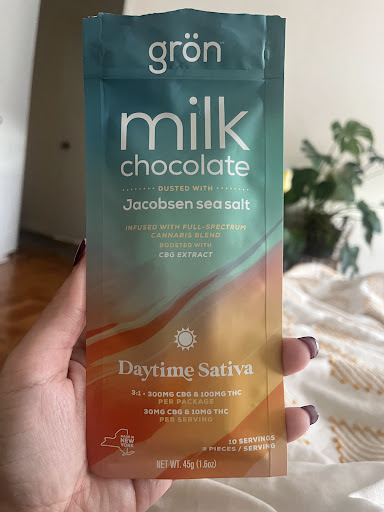 grön
milk
chocolate
DUSTED WITH
Jacobsen sea salt
INFUSED WITH FULL-SPECTRUM
CANNABIS BLEND
BOOSTED WITH
CBG EXTRACT
Daytime Sativa
3:1 • 300MG CBG & 100MG THC
PER PACKAGE
30MG CBG & 10MG THC
PER SERVING
NEW
YORK
10 SERVINGS
2 PIECES / SERVING
NET WT. 45g (1.6oz)